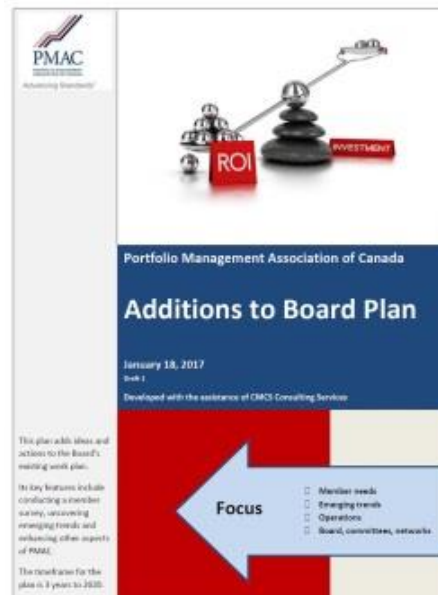 PMAC
Advancing Standards
ROI
INVESTMENT
Portfolio Management Association of Canada
Additions to Board Plan
January 18, 2017
Draft 1
Developed with the assistance of CMCS Consulting Services
This plan adds ideas and
actions to the Board's
existing work plan.
Its key features include
conducting a member
survey, uncovering
emerging trends and
enhancing other aspects
of PMAC.
The timeframe for the
plan is 3 years to 2020.
Focus
Member needs
Emerging trends
Operations
Board, committees, networks